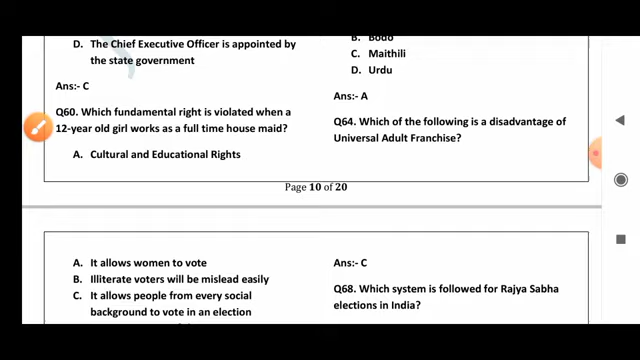 D. The Chief Executive Officer is appointed by
the state government
Ans:- C
Q60. Which fundamental right is violated when a
12-year old girl works as a full time house maid?
A. Cultural and Educational Rights
B. Bodo
C. Maithili
D. Urdu
Ans:- A
Q64. Which of the following is a disadvantage of
Universal Adult Franchise?
Page 10 of 20
A. It allows women to vote
B. Illiterate voters will be mislead easily
C. It allows people from every social
background to vote in an election
Ans:- C
Q68. Which system is followed for Rajya Sabha
elections in India?